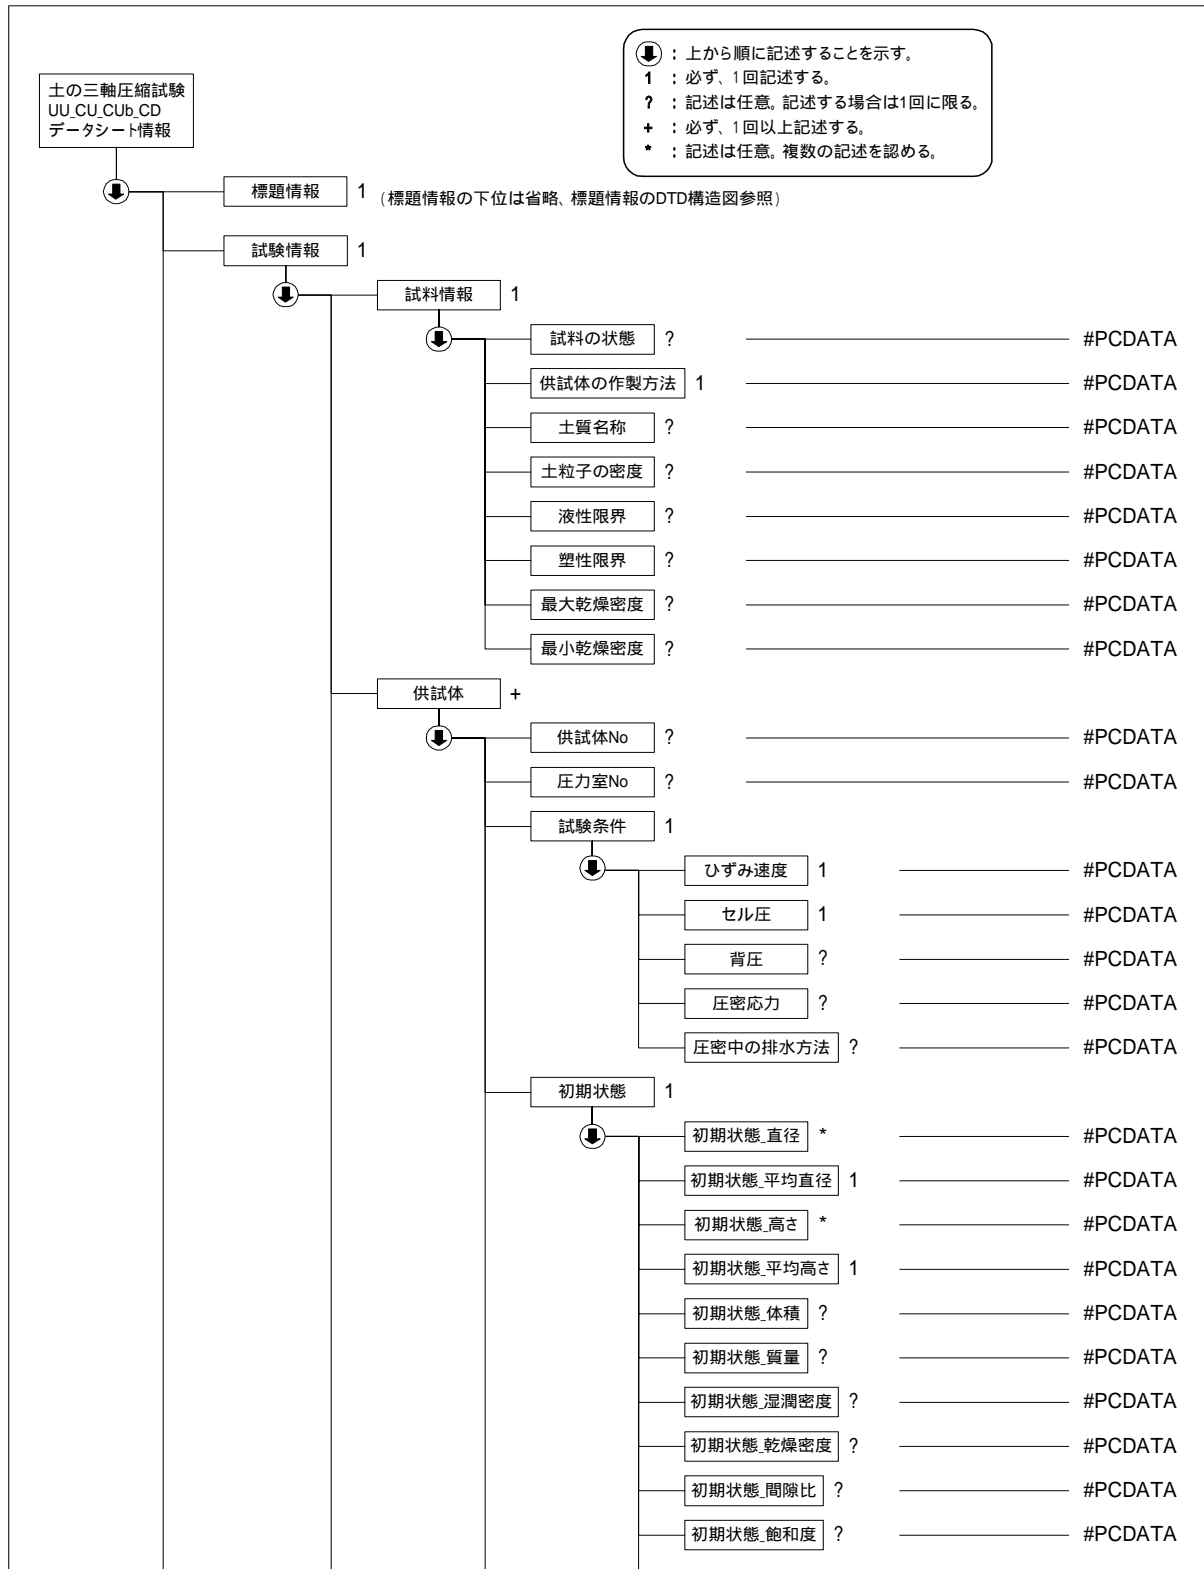 ：上から順に記述することを示す。
1 ：必ず、1回記述する。
? ：記述は任意。記述する場合は1回に限る。
+ ：必ず、1回以上記述する。
* ：記述は任意。複数の記述を認める。
土の三軸圧縮試験
UU_CU_CUb_CD
データシート情報
標題情報 1 (標題情報の下位は省略、標題情報のDTD構造図参照)
試験情報 1
試料情報 1
試料の状態 ? #PCDATA
供試体の作製方法 1 #PCDATA
土質名称 ? #PCDATA
土粒子の密度 ? #PCDATA
液性限界 ? #PCDATA
塑性限界 ? #PCDATA
最大乾燥密度 ? #PCDATA
最小乾燥密度 ? #PCDATA
供試体 +
供試体No ? #PCDATA
圧力室No ? #PCDATA
試験条件 1
ひずみ速度 1 #PCDATA
セル圧 1 #PCDATA
背圧 ? #PCDATA
圧密応力 ? #PCDATA
圧密中の排水方法 ? #PCDATA
初期状態 1
初期状態_直径 * #PCDATA
初期状態_平均直径 1 #PCDATA
初期状態_高さ * #PCDATA
初期状態_平均高さ 1 #PCDATA
初期状態_体積 ? #PCDATA
初期状態_質量 ? #PCDATA
初期状態_湿潤密度 ? #PCDATA
初期状態_乾燥密度 ? #PCDATA
初期状態_間隙比 ? #PCDATA
初期状態_飽和度 ? #PCDATA